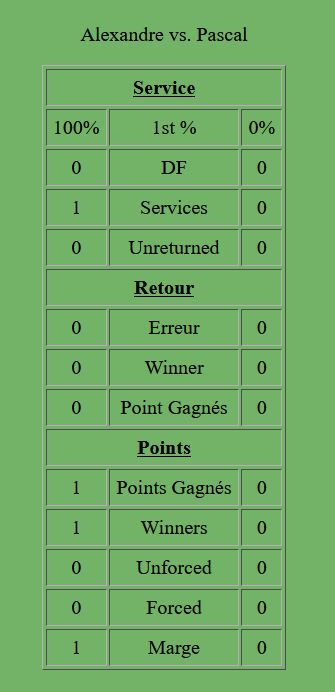 Alexandre vs. Pascal
Service
100% 1st % 0%
0 DF 0
1 Services 0
0 Unreturned 0
Retour
0 Erreur 0
0 Winner 0
0 Point Gagnés 0
Points
1 Points Gagnés 0
1 Winners 0
0 Unforced 0
0 Forced 0
1 Marge 0